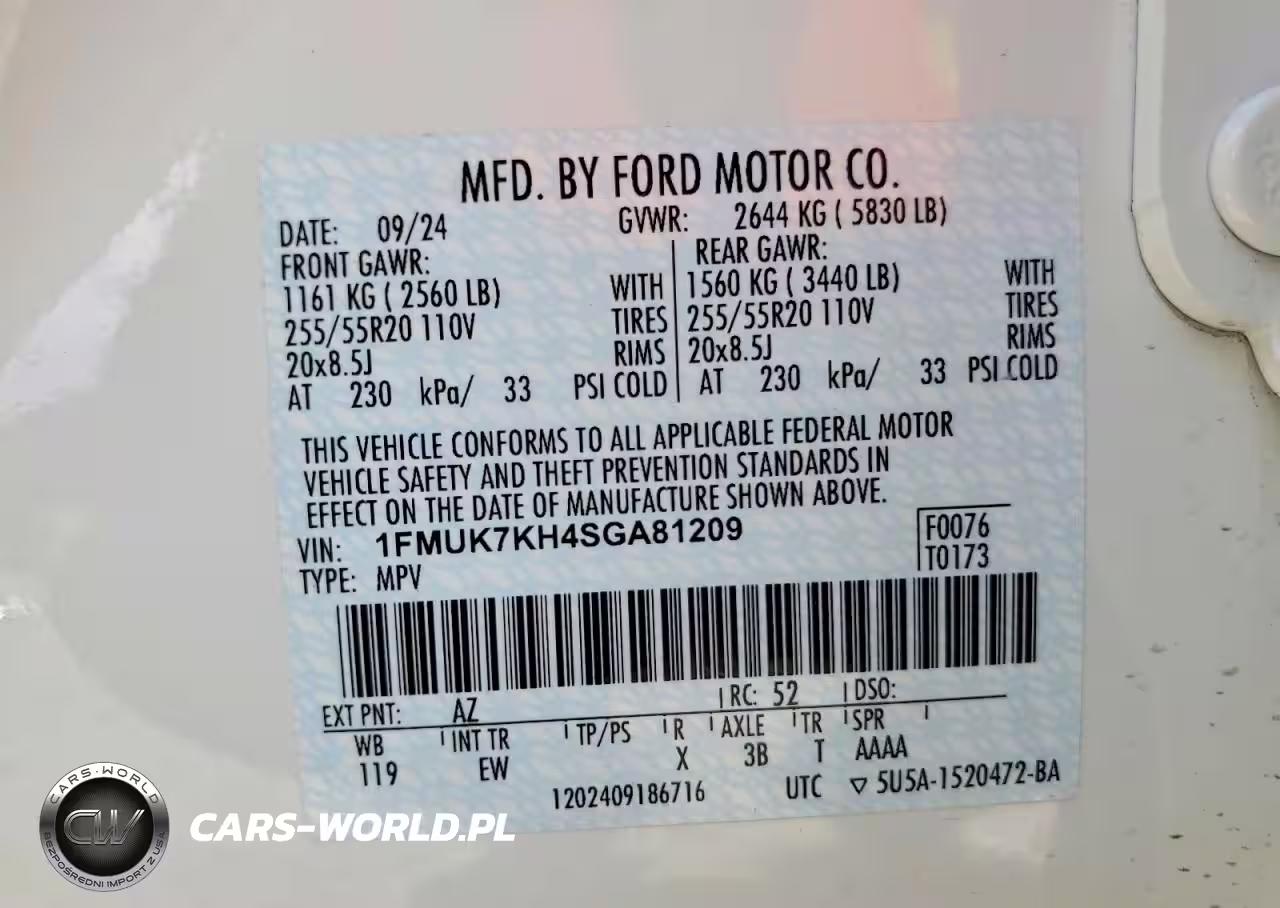 MFD. BY FORD MOTOR CO.
DATE: 09/24 GVWR: 2644 KG ( 5830 LB)
FRONT GAWR: REAR GAWR:
1161 KG ( 2560 LB) WITH 1560 KG ( 3440 LB) WITH
255/55R20 110V TIRES 255/55R20 110V TIRES
20x8.5J RIMS 20x8.5J RIMS
AT 230 kPa/ 33 PSI COLD AT 230 kPa/ 33 PSI COLD
THIS VEHICLE CONFORMS TO ALL APPLICABLE FEDERAL MOTOR
VEHICLE SAFETY AND THEFT PREVENTION STANDARDS IN
EFFECT ON THE DATE OF MANUFACTURE SHOWN ABOVE.
VIN: 1FMUK7KH4SGA81209 F0076
TYPE: MPV T0173
EXT PNT: AZ RC: 52 DSO:
WB INT TR TP/PS R AXLE TR SPR
119 EW X 3B T AAAA
1202409186716 UTC ▽ 5U5A-1520472-BA
CARS-WORLD
CW
BEZPOŚREDNI IMPORT Z USA
CARS-WORLD.PL